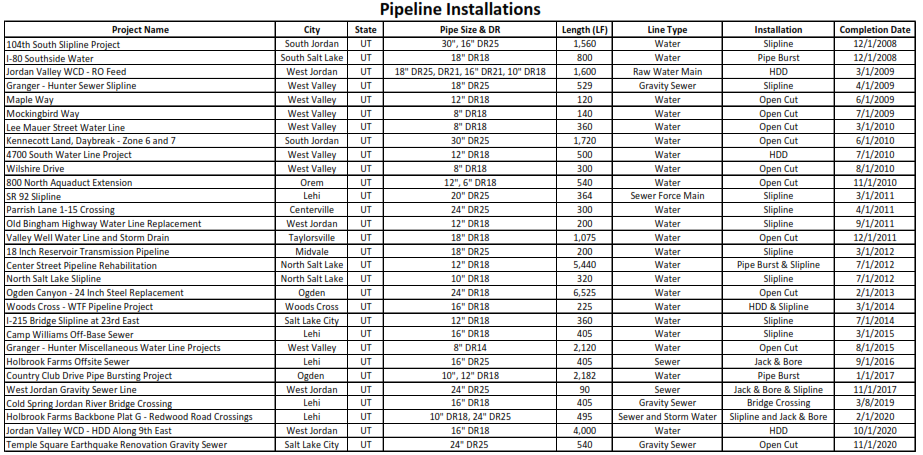 Pipeline Installations
Project Name City State Pipe Size & DR Length (LF) Line Type Installation Completion Date
104th South Slipline Project South Jordan UT 30", 16" DR25 1,560 Water Slipline 12/1/2008
I-80 Southside Water South Salt Lake UT 18" DR18 800 Water Pipe Burst 12/1/2008
Jordan Valley WCD - RO Feed West Jordan UT 18" DR25, DR21, 16" DR21, 10" DR18 1,600 Raw Water Main HDD 3/1/2009
Granger - Hunter Sewer Slipline West Valley UT 18" DR25 529 Gravity Sewer Slipline 4/1/2009
Maple Way West Valley UT 12" DR18 120 Water Open Cut 6/1/2009
Mockingbird Way West Valley UT 8" DR18 140 Water Open Cut 7/1/2009
Lee Mauer Street Water Line West Valley UT 8" DR18 360 Water Open Cut 3/1/2010
Kennecott Land, Daybreak - Zone 6 and 7 South Jordan UT 30" DR25 1,720 Water Open Cut 6/1/2010
4700 South Water Line Project West Valley UT 12" DR18 500 Water HDD 7/1/2010
Wilshire Drive West Valley UT 8" DR18 300 Water Open Cut 8/1/2010
800 North Aquaduct Extension Orem UT 12", 6" DR18 540 Water Open Cut 11/1/2010
SR 92 Slipline Lehi UT 20" DR25 364 Sewer Force Main Slipline 3/1/2011
Parrish Lane 1-15 Crossing Centerville UT 24" DR25 300 Water Slipline 4/1/2011
Old Bingham Highway Water Line Replacement West Jordan UT 12" DR18 200 Water Slipline 9/1/2011
Valley Well Water Line and Storm Drain Taylorsville UT 18" DR18 1,075 Water Open Cut 12/1/2011
18 Inch Reservoir Transmission Pipeline Midvale UT 18" DR25 200 Water Slipline 3/1/2012
Center Street Pipeline Rehabilitation North Salt Lake UT 12" DR18 5,440 Water Pipe Burst & Slipline 7/1/2012
North Salt Lake Slipline North Salt Lake UT 10" DR18 320 Water Slipline 7/1/2012
Ogden Canyon - 24 Inch Steel Replacement Ogden UT 24" DR18 6,525 Water Open Cut 2/1/2013
Woods Cross - WTF Pipeline Project Woods Cross UT 16" DR18 225 Water HDD & Slipline 3/1/2014
I-215 Bridge Slipline at 23rd East Salt Lake City UT 12" DR18 360 Water Slipline 7/1/2014
Camp Williams Off-Base Sewer Lehi UT 16" DR18 405 Water Slipline 3/1/2015
Granger - Hunter Miscellaneous Water Line Projects West Valley UT 8" DR14 2,120 Water Open Cut 8/1/2015
Holbrook Farms Offsite Sewer Lehi UT 16" DR25 405 Sewer Jack & Bore 9/1/2016
Country Club Drive Pipe Bursting Project Ogden UT 10", 12" DR18 2,182 Water Pipe Burst 1/1/2017
West Jordan Gravity Sewer Line West Jordan UT 24" DR25 90 Sewer Jack & Bore & Slipline 11/1/2017
Cold Spring Jordan River Bridge Crossing Lehi UT 16" DR18 405 Gravity Sewer Bridge Crossing 3/8/2019
Holbrook Farms Backbone Plat G - Redwood Road Crossings Lehi UT 10" DR18, 24" DR25 495 Sewer and Storm Water Slipline and Jack & Bore 2/1/2020
Jordan Valley WCD - HDD Along 9th East West Jordan UT 16" DR18 4,000 Water HDD 10/1/2020
Temple Square Earthquake Renovation Gravity Sewer Salt Lake City UT 24" DR25 540 Gravity Sewer Open Cut 11/1/2020